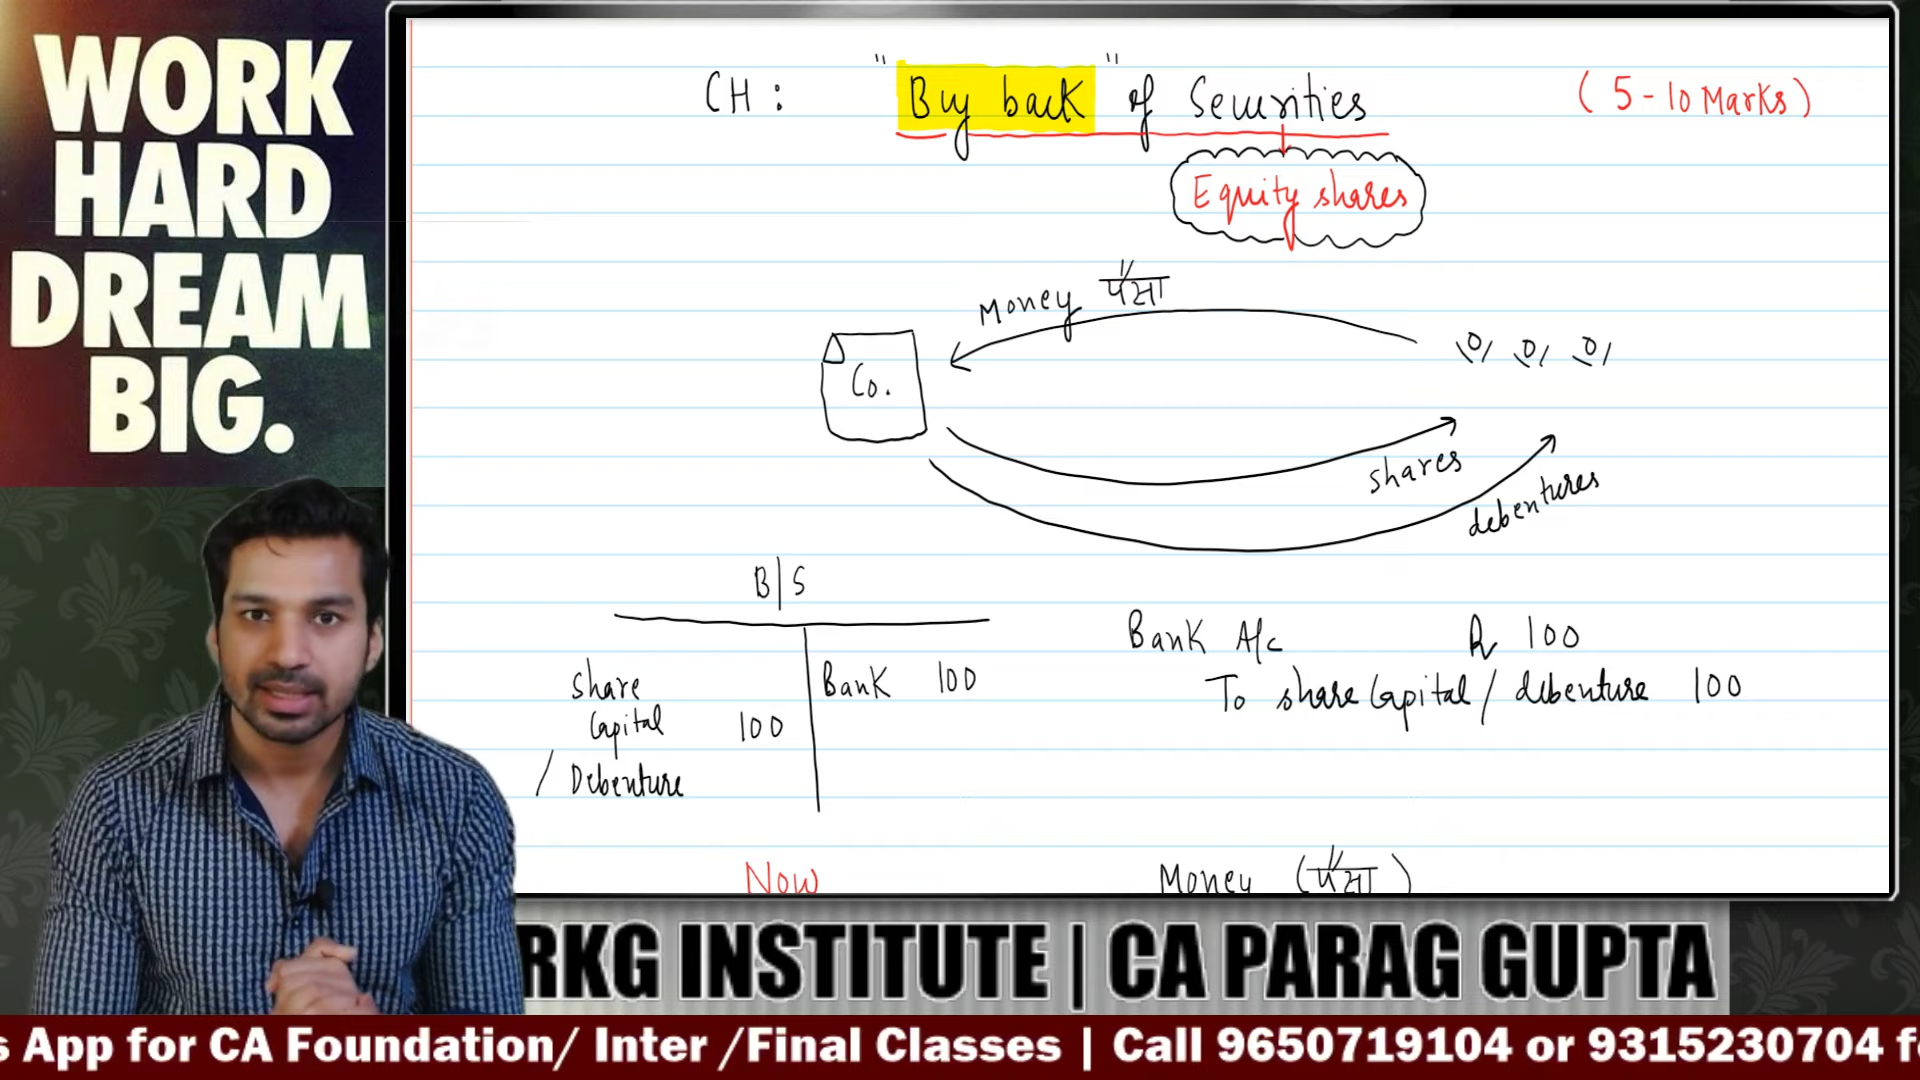 WORK
HARD
DREAM
BIG.
CH : "Buy back" of Securities (5-10 Marks)
Equity shares
Money पैसा
Co.
shares
debentures
B/S
Share Capital 100
/ Debenture
Bank 100
Bank A/c Dr 100
To share Capital / debenture 100
Now Money (पैसा)
RKG INSTITUTE | CA PARAG GUPTA
s App for CA Foundation/ Inter /Final Classes | Call 9650719104 or 9315230704 f